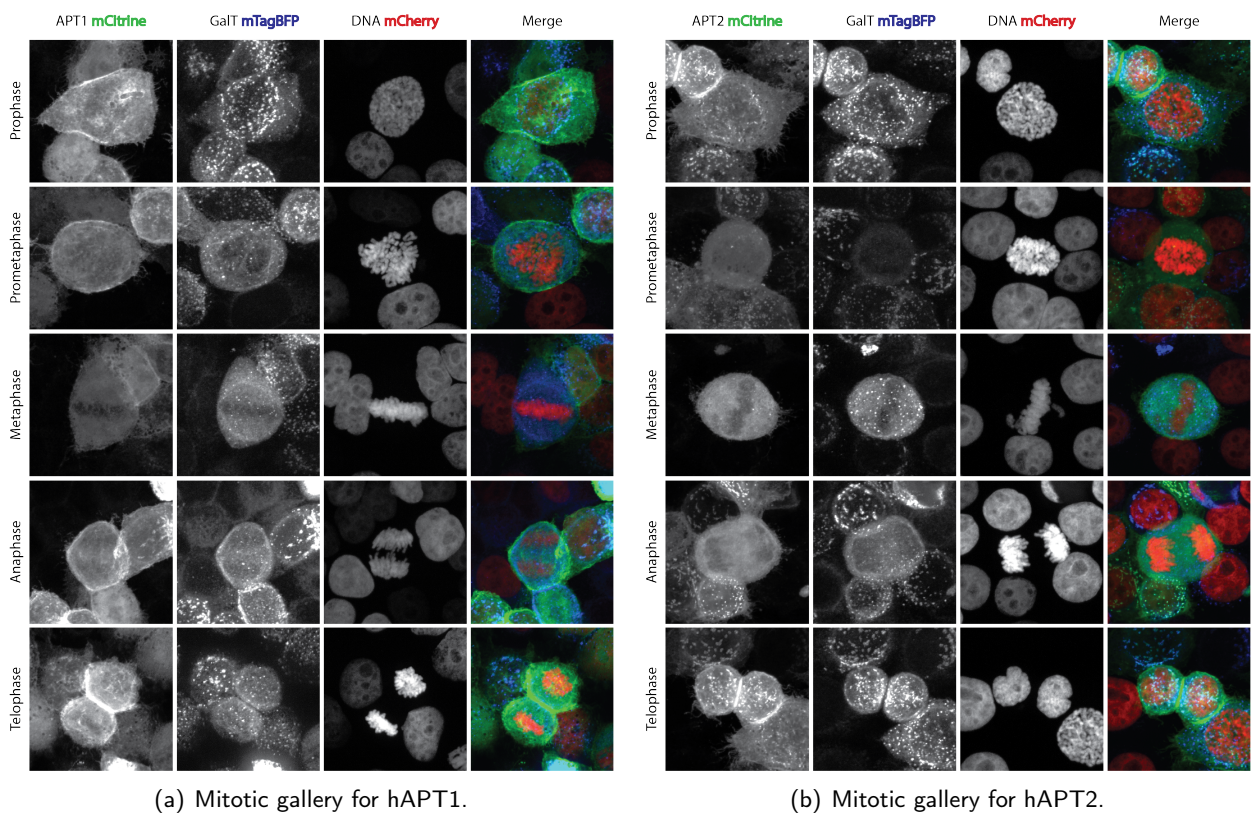 APT1 mCitrine GalT mTagBFP DNA mCherry Merge
Prophase
Prometaphase
Metaphase
Anaphase
Telophase
(a) Mitotic gallery for hAPT1.
APT2 mCitrine GalT mTagBFP DNA mCherry Merge
Prophase
Prometaphase
Metaphase
Anaphase
Telophase
(b) Mitotic gallery for hAPT2.